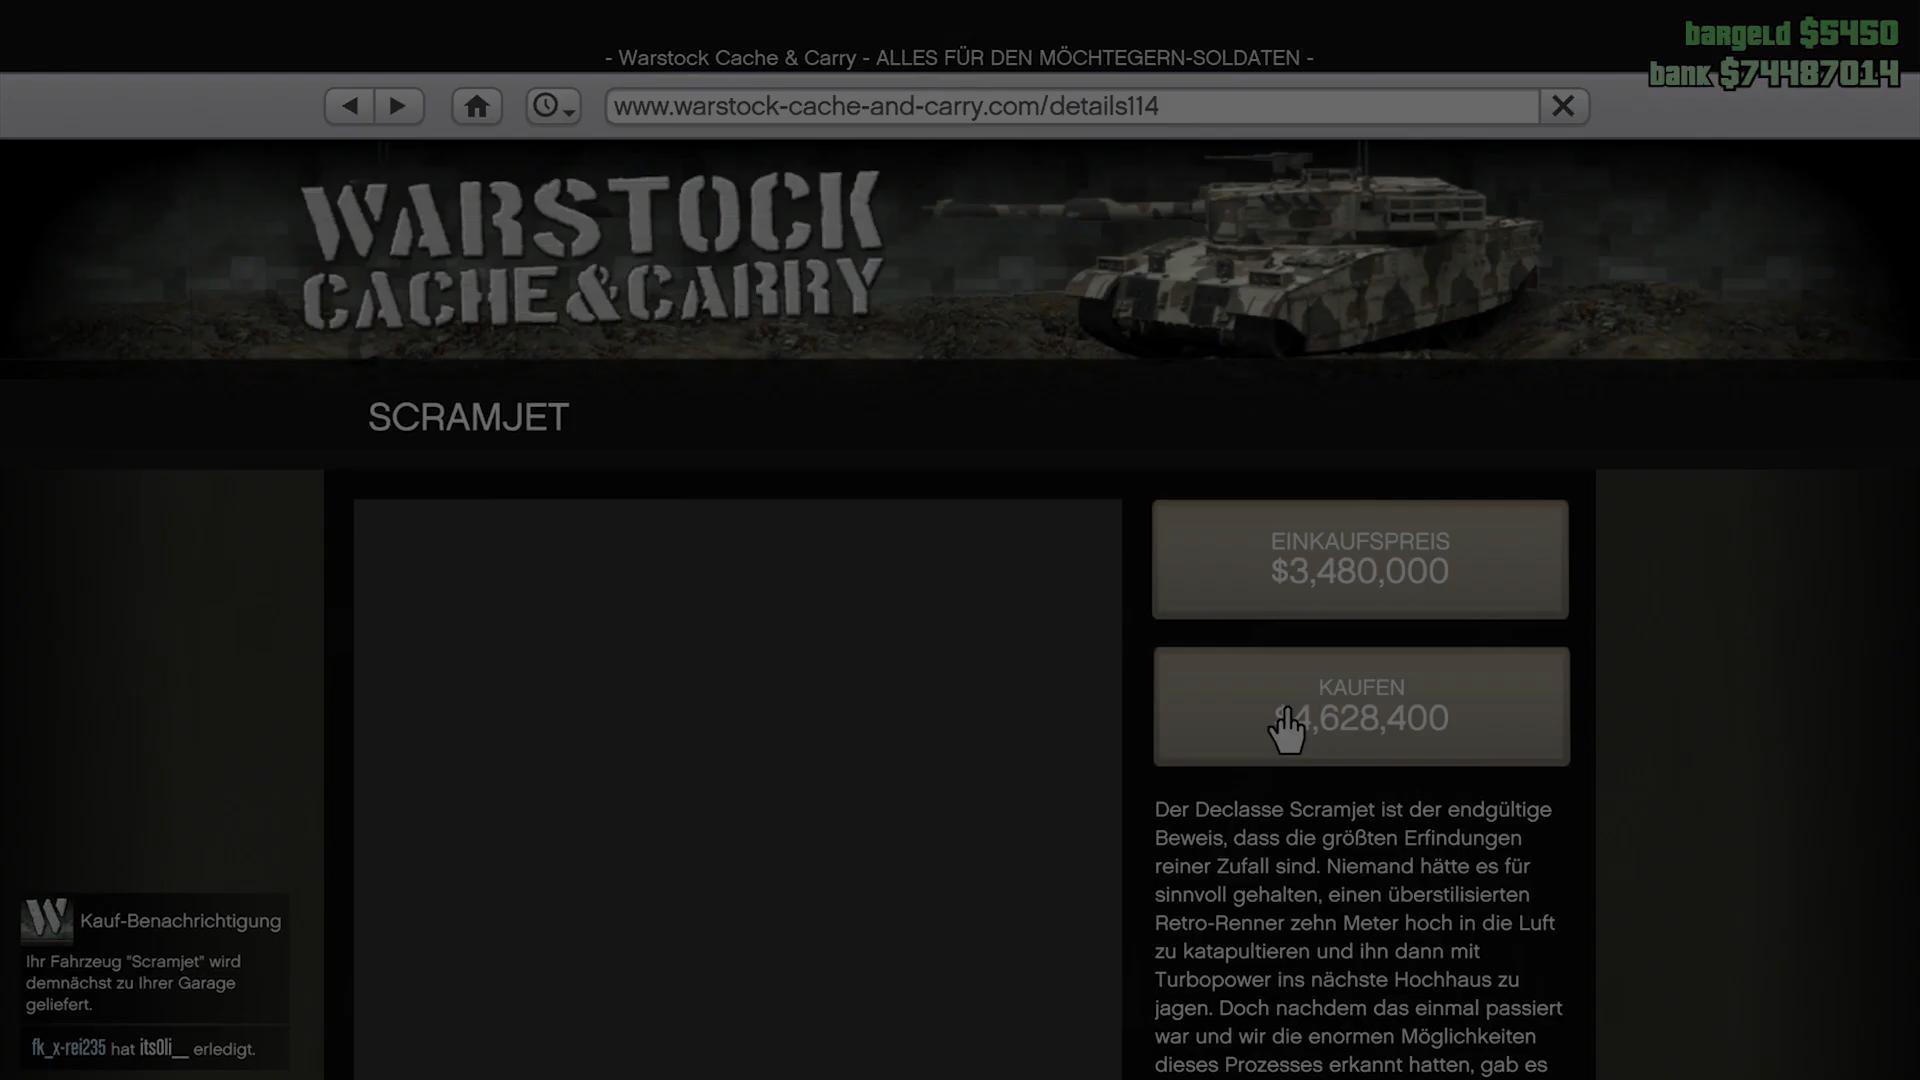 bargeld $5450
bank $74487014
- Warstock Cache & Carry - ALLES FÜR DEN MÖCHTEGERN-SOLDATEN -
www.warstock-cache-and-carry.com/details114
WARSTOCK
CACHE&CARRY
SCRAMJET
EINKAUFSPREIS
$3,480,000
KAUFEN
$4,628,400
Der Declasse Scramjet ist der endgültige
Beweis, dass die größten Erfindungen
reiner Zufall sind. Niemand hätte es für
sinnvoll gehalten, einen überstilisierten
Retro-Renner zehn Meter hoch in die Luft
zu katapultieren und ihn dann mit
Turbopower ins nächste Hochhaus zu
jagen. Doch nachdem das einmal passiert
war und wir die enormen Möglichkeiten
dieses Prozesses erkannt hatten, gab es
W Kauf-Benachrichtigung
Ihr Fahrzeug "Scramjet" wird
demnächst zu Ihrer Garage
geliefert.
fk_x-rei235 hat its0li__ erledigt.